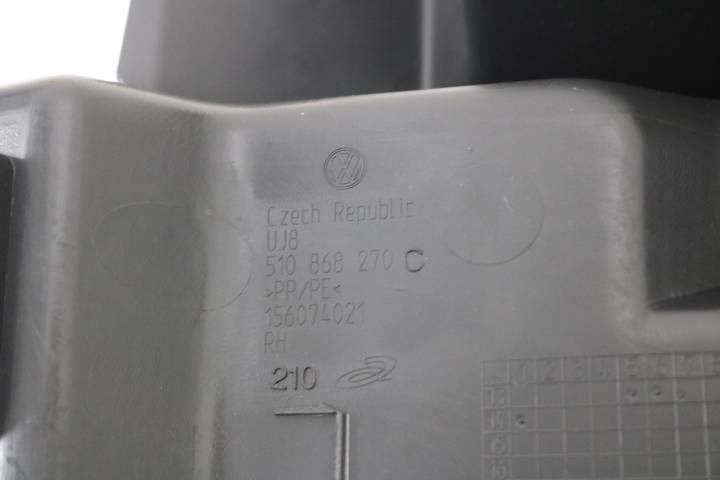 Czech Republic
UJ8
510 868 270 C
>PP/PE<
156074021
RH
210